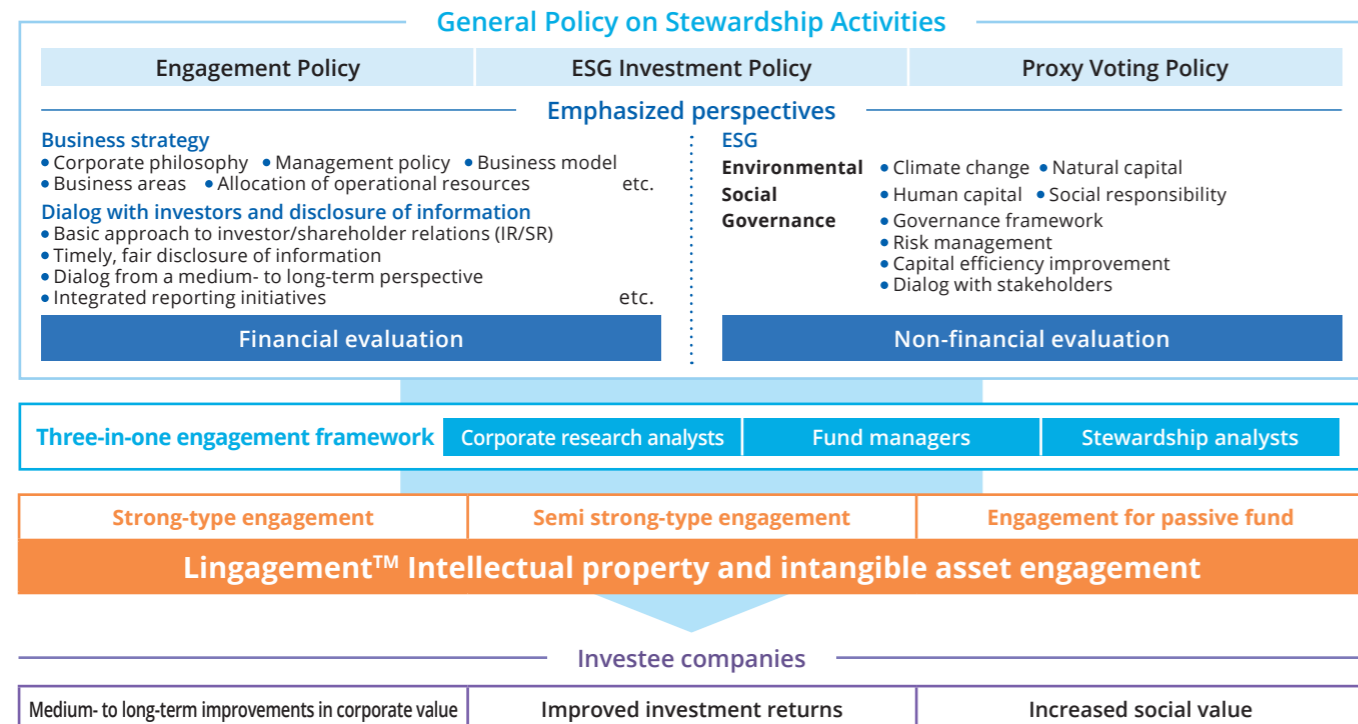 General Policy on Stewardship Activities
Engagement Policy
ESG Investment Policy
Proxy Voting Policy
Emphasized perspectives
Business strategy
• Corporate philosophy • Management policy • Business model
• Business areas • Allocation of operational resources etc.
Dialog with investors and disclosure of information
• Basic approach to investor/shareholder relations (IR/SR)
• Timely, fair disclosure of information
• Dialog from a medium- to long-term perspective
• Integrated reporting initiatives etc.
Financial evaluation
ESG
Environmental • Climate change • Natural capital
Social • Human capital • Social responsibility
Governance • Governance framework
• Risk management
• Capital efficiency improvement
• Dialog with stakeholders
Non-financial evaluation
Three-in-one engagement framework
Corporate research analysts
Fund managers
Stewardship analysts
Strong-type engagement
Semi strong-type engagement
Engagement for passive fund
Lingagement™ Intellectual property and intangible asset engagement
Investee companies
Medium- to long-term improvements in corporate value
Improved investment returns
Increased social value